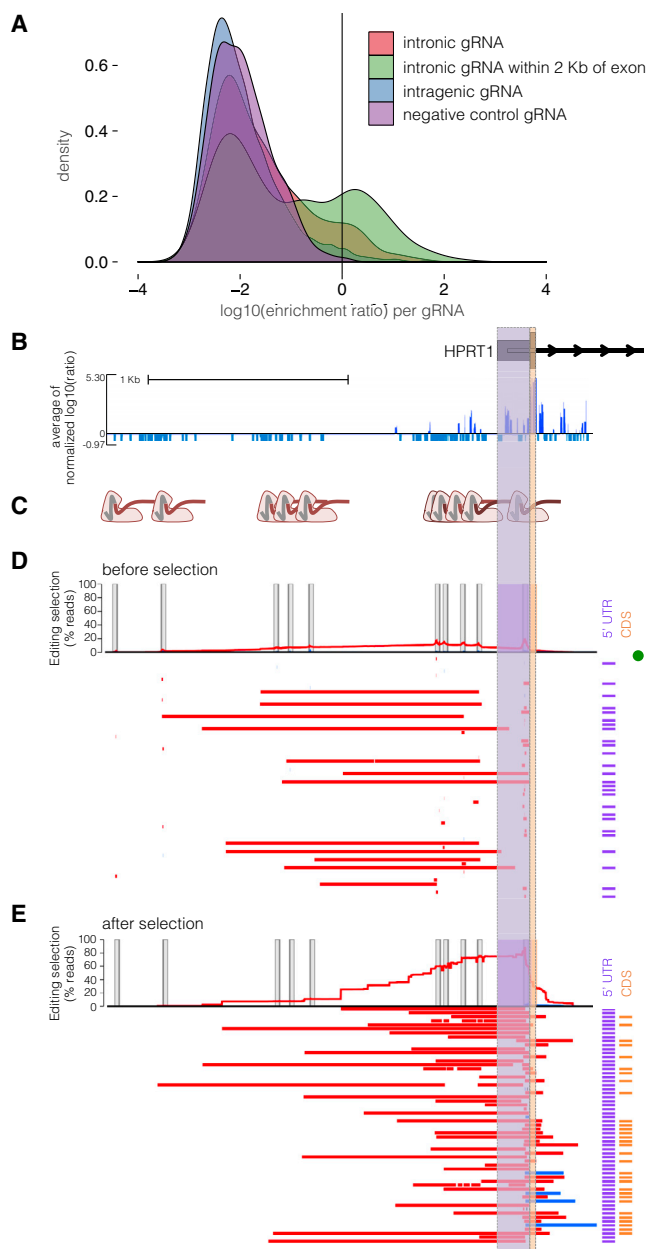 A
intronic gRNA
intronic gRNA within 2 Kb of exon
intragenic gRNA
negative control gRNA
density
0.6
0.4
0.2
0.0
−4
−2
0
2
4
log10(enrichment ratio) per gRNA
B
HPRT1
average of
normalized log10(ratio)
5.30
0
-0.97
1 Kb
C
D
before selection
Editing selection
(% reads)
100
80
60
40
20
0
5' UTR
CDS
E
after selection
Editing selection
(% reads)
100
80
60
40
20
0
5' UTR
CDS